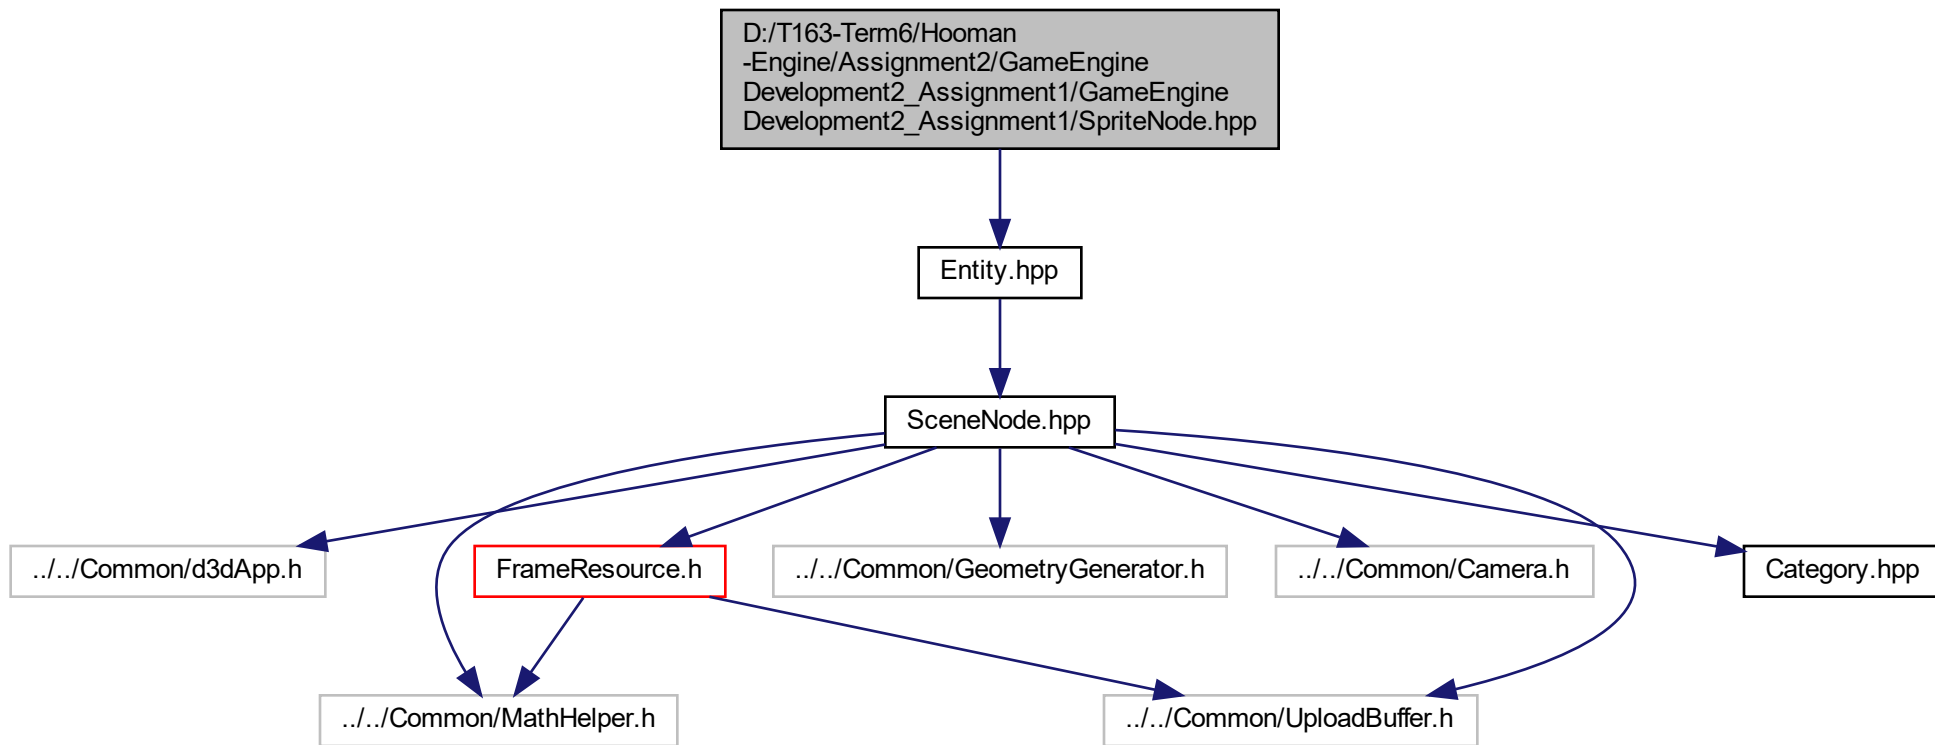 D:/T163-Term6/Hooman
-Engine/Assignment2/GameEngine
Development2_Assignment1/GameEngine
Development2_Assignment1/SpriteNode.hpp
Entity.hpp
SceneNode.hpp
../../Common/d3dApp.h
FrameResource.h
../../Common/GeometryGenerator.h
../../Common/Camera.h
Category.hpp
../../Common/MathHelper.h
../../Common/UploadBuffer.h